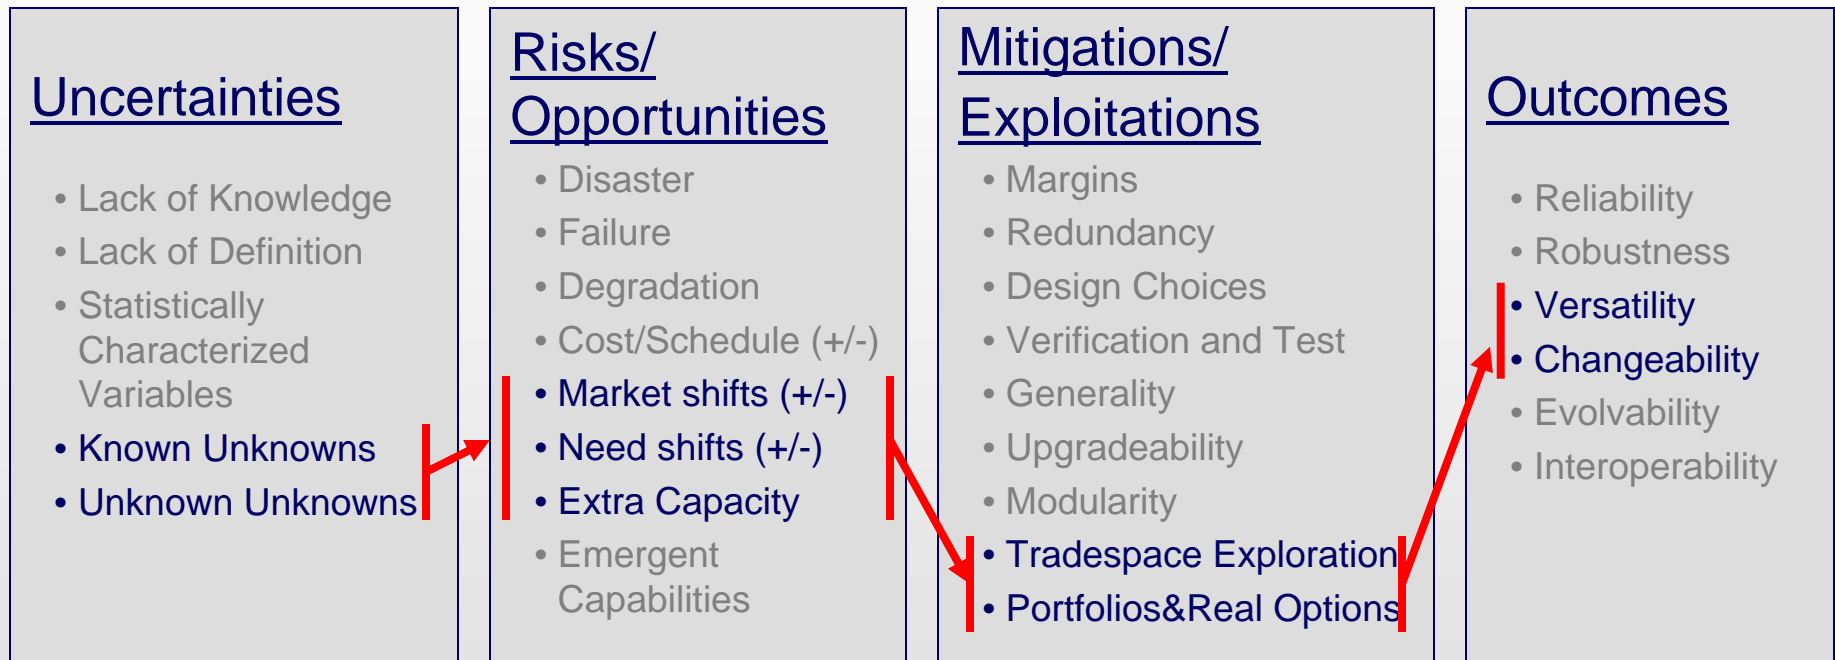 Uncertainties
• Lack of Knowledge
• Lack of Definition
• Statistically
Characterized
Variables
• Known Unknowns
• Unknown Unknowns
Risks/
Opportunities
• Disaster
• Failure
• Degradation
• Cost/Schedule (+/-)
• Market shifts (+/-)
• Need shifts (+/-)
• Extra Capacity
• Emergent
Capabilities
Mitigations/
Exploitations
• Margins
• Redundancy
• Design Choices
• Verification and Test
• Generality
• Upgradeability
• Modularity
• Tradespace Exploration
• Portfolios&Real Options
Outcomes
• Reliability
• Robustness
• Versatility
• Changeability
• Evolvability
• Interoperability